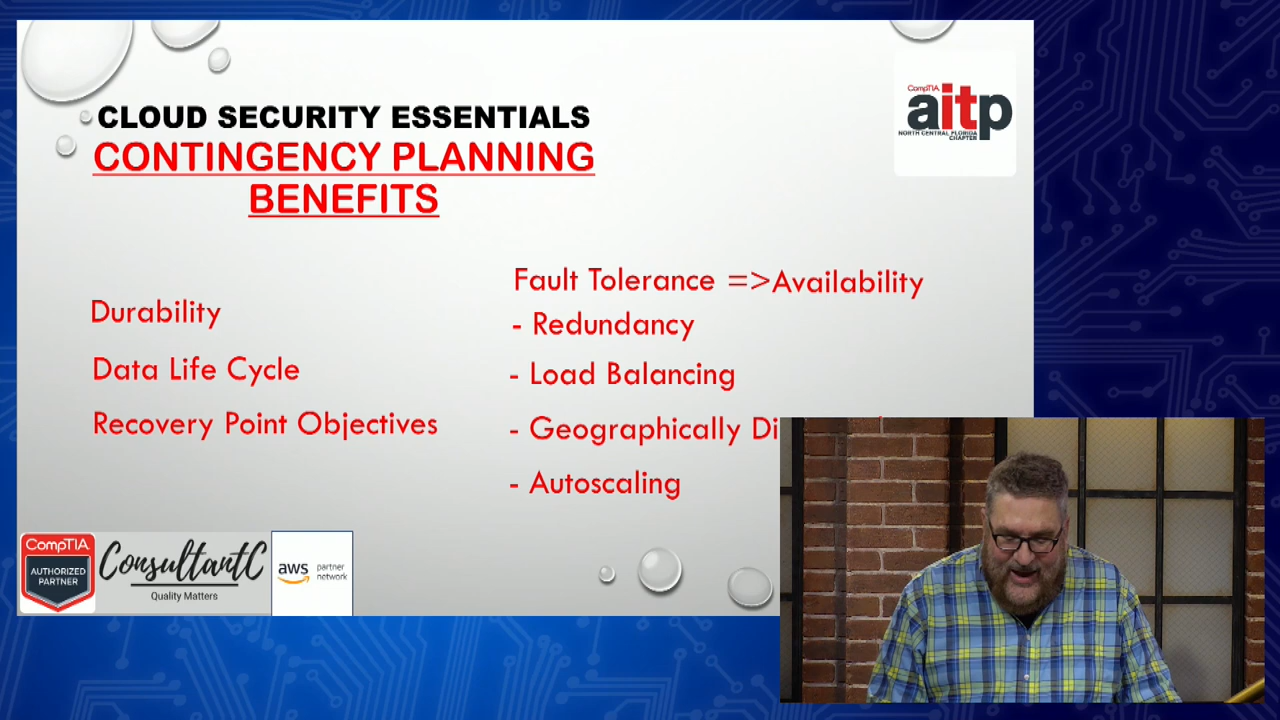 CLOUD SECURITY ESSENTIALS
CONTINGENCY PLANNING
BENEFITS
CompTIA
aitp
NORTH CENTRAL FLORIDA
CHAPTER
Durability
Data Life Cycle
Recovery Point Objectives
Fault Tolerance =>Availability
- Redundancy
- Load Balancing
- Geographically
- Autoscaling
CompTIA
AUTHORIZED
PARTNER
ConsultantC
Quality Matters
aws
partner
network